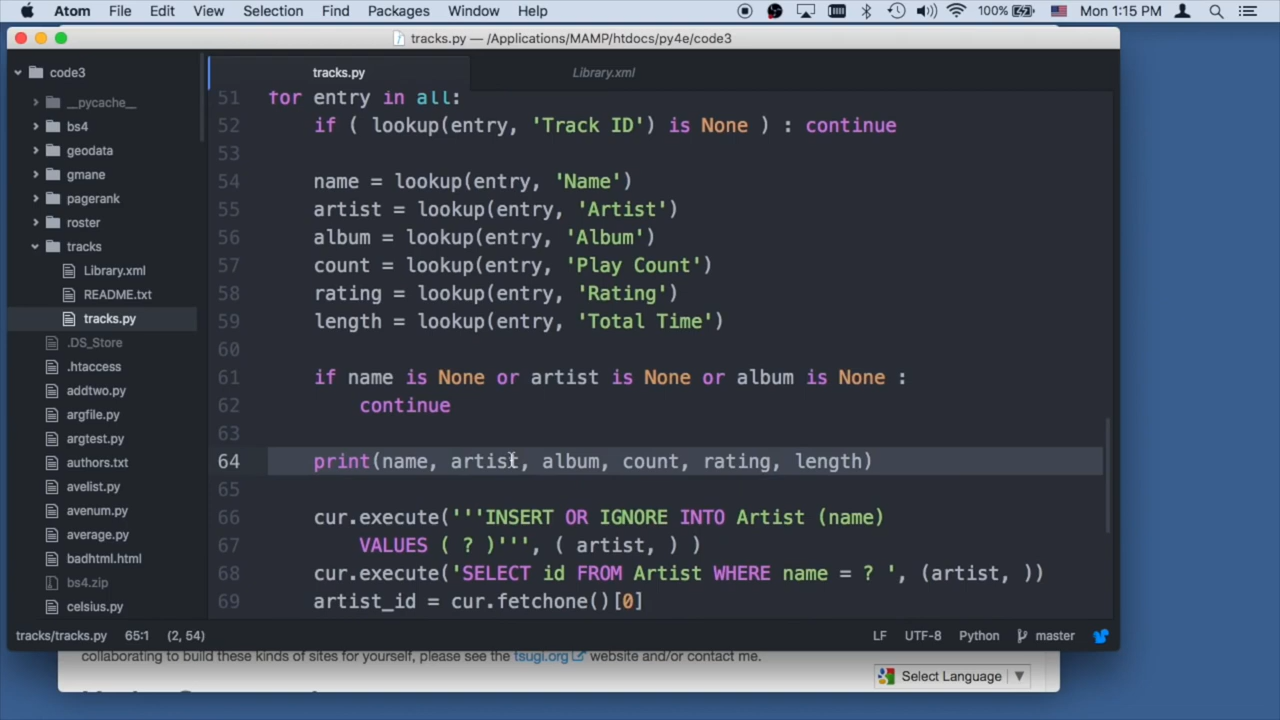 Atom File Edit View Selection Find Packages Window Help 100% Mon 1:15 PM
tracks.py — /Applications/MAMP/htdocs/py4e/code3
code3
__pycache__
bs4
geodata
gmane
pagerank
roster
tracks
Library.xml
README.txt
tracks.py
.DS_Store
.htaccess
addtwo.py
argfile.py
argtest.py
authors.txt
avelist.py
avenum.py
average.py
badhtml.html
bs4.zip
celsius.py
tracks.py Library.xml
51 for entry in all:
52 if ( lookup(entry, 'Track ID') is None ) : continue
53
54 name = lookup(entry, 'Name')
55 artist = lookup(entry, 'Artist')
56 album = lookup(entry, 'Album')
57 count = lookup(entry, 'Play Count')
58 rating = lookup(entry, 'Rating')
59 length = lookup(entry, 'Total Time')
60
61 if name is None or artist is None or album is None :
62 continue
63
64 print(name, artist, album, count, rating, length)
65
66 cur.execute('''INSERT OR IGNORE INTO Artist (name)
67 VALUES ( ? )''', ( artist, ) )
68 cur.execute('SELECT id FROM Artist WHERE name = ? ', (artist, ))
69 artist_id = cur.fetchone()[0]
tracks/tracks.py 65:1 (2, 54) LF UTF-8 Python master
collaborating to build these kinds of sites for yourself, please see the tsugi.org website and/or contact me.
Select Language ▼